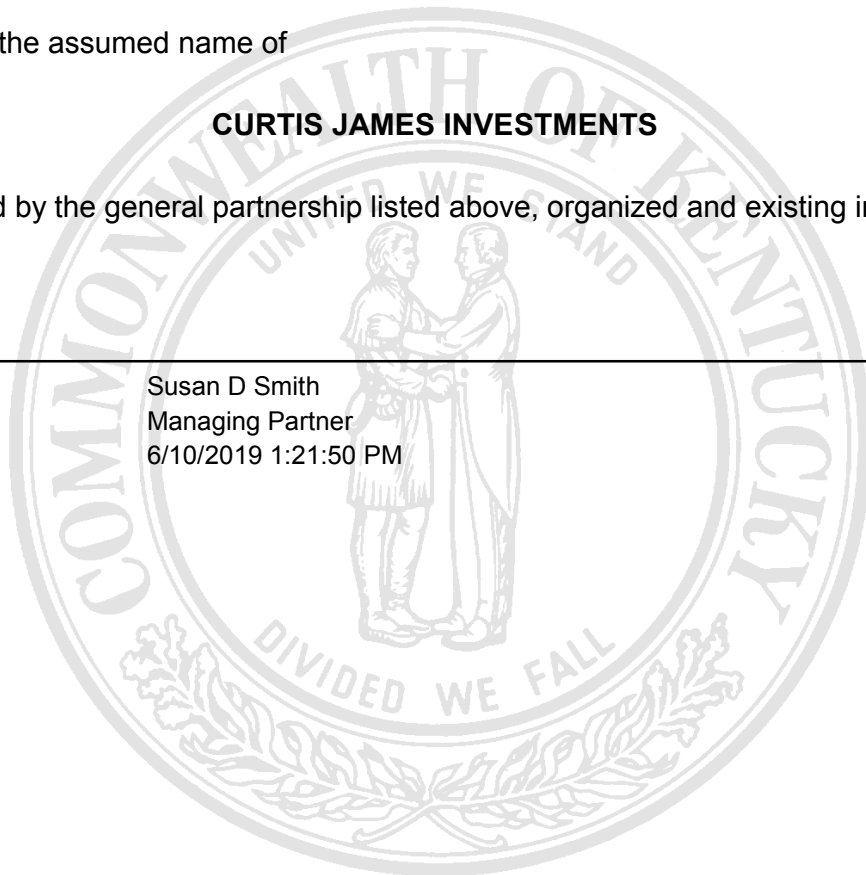 the assumed name of
CURTIS JAMES INVESTMENTS
by the general partnership listed above, organized and existing
Susan D Smith
Managing Partner
6/10/2019 1:21:50 PM
COMMONWEALTH OF KENTUCKY
UNITED WE STAND
DIVIDED WE FALL